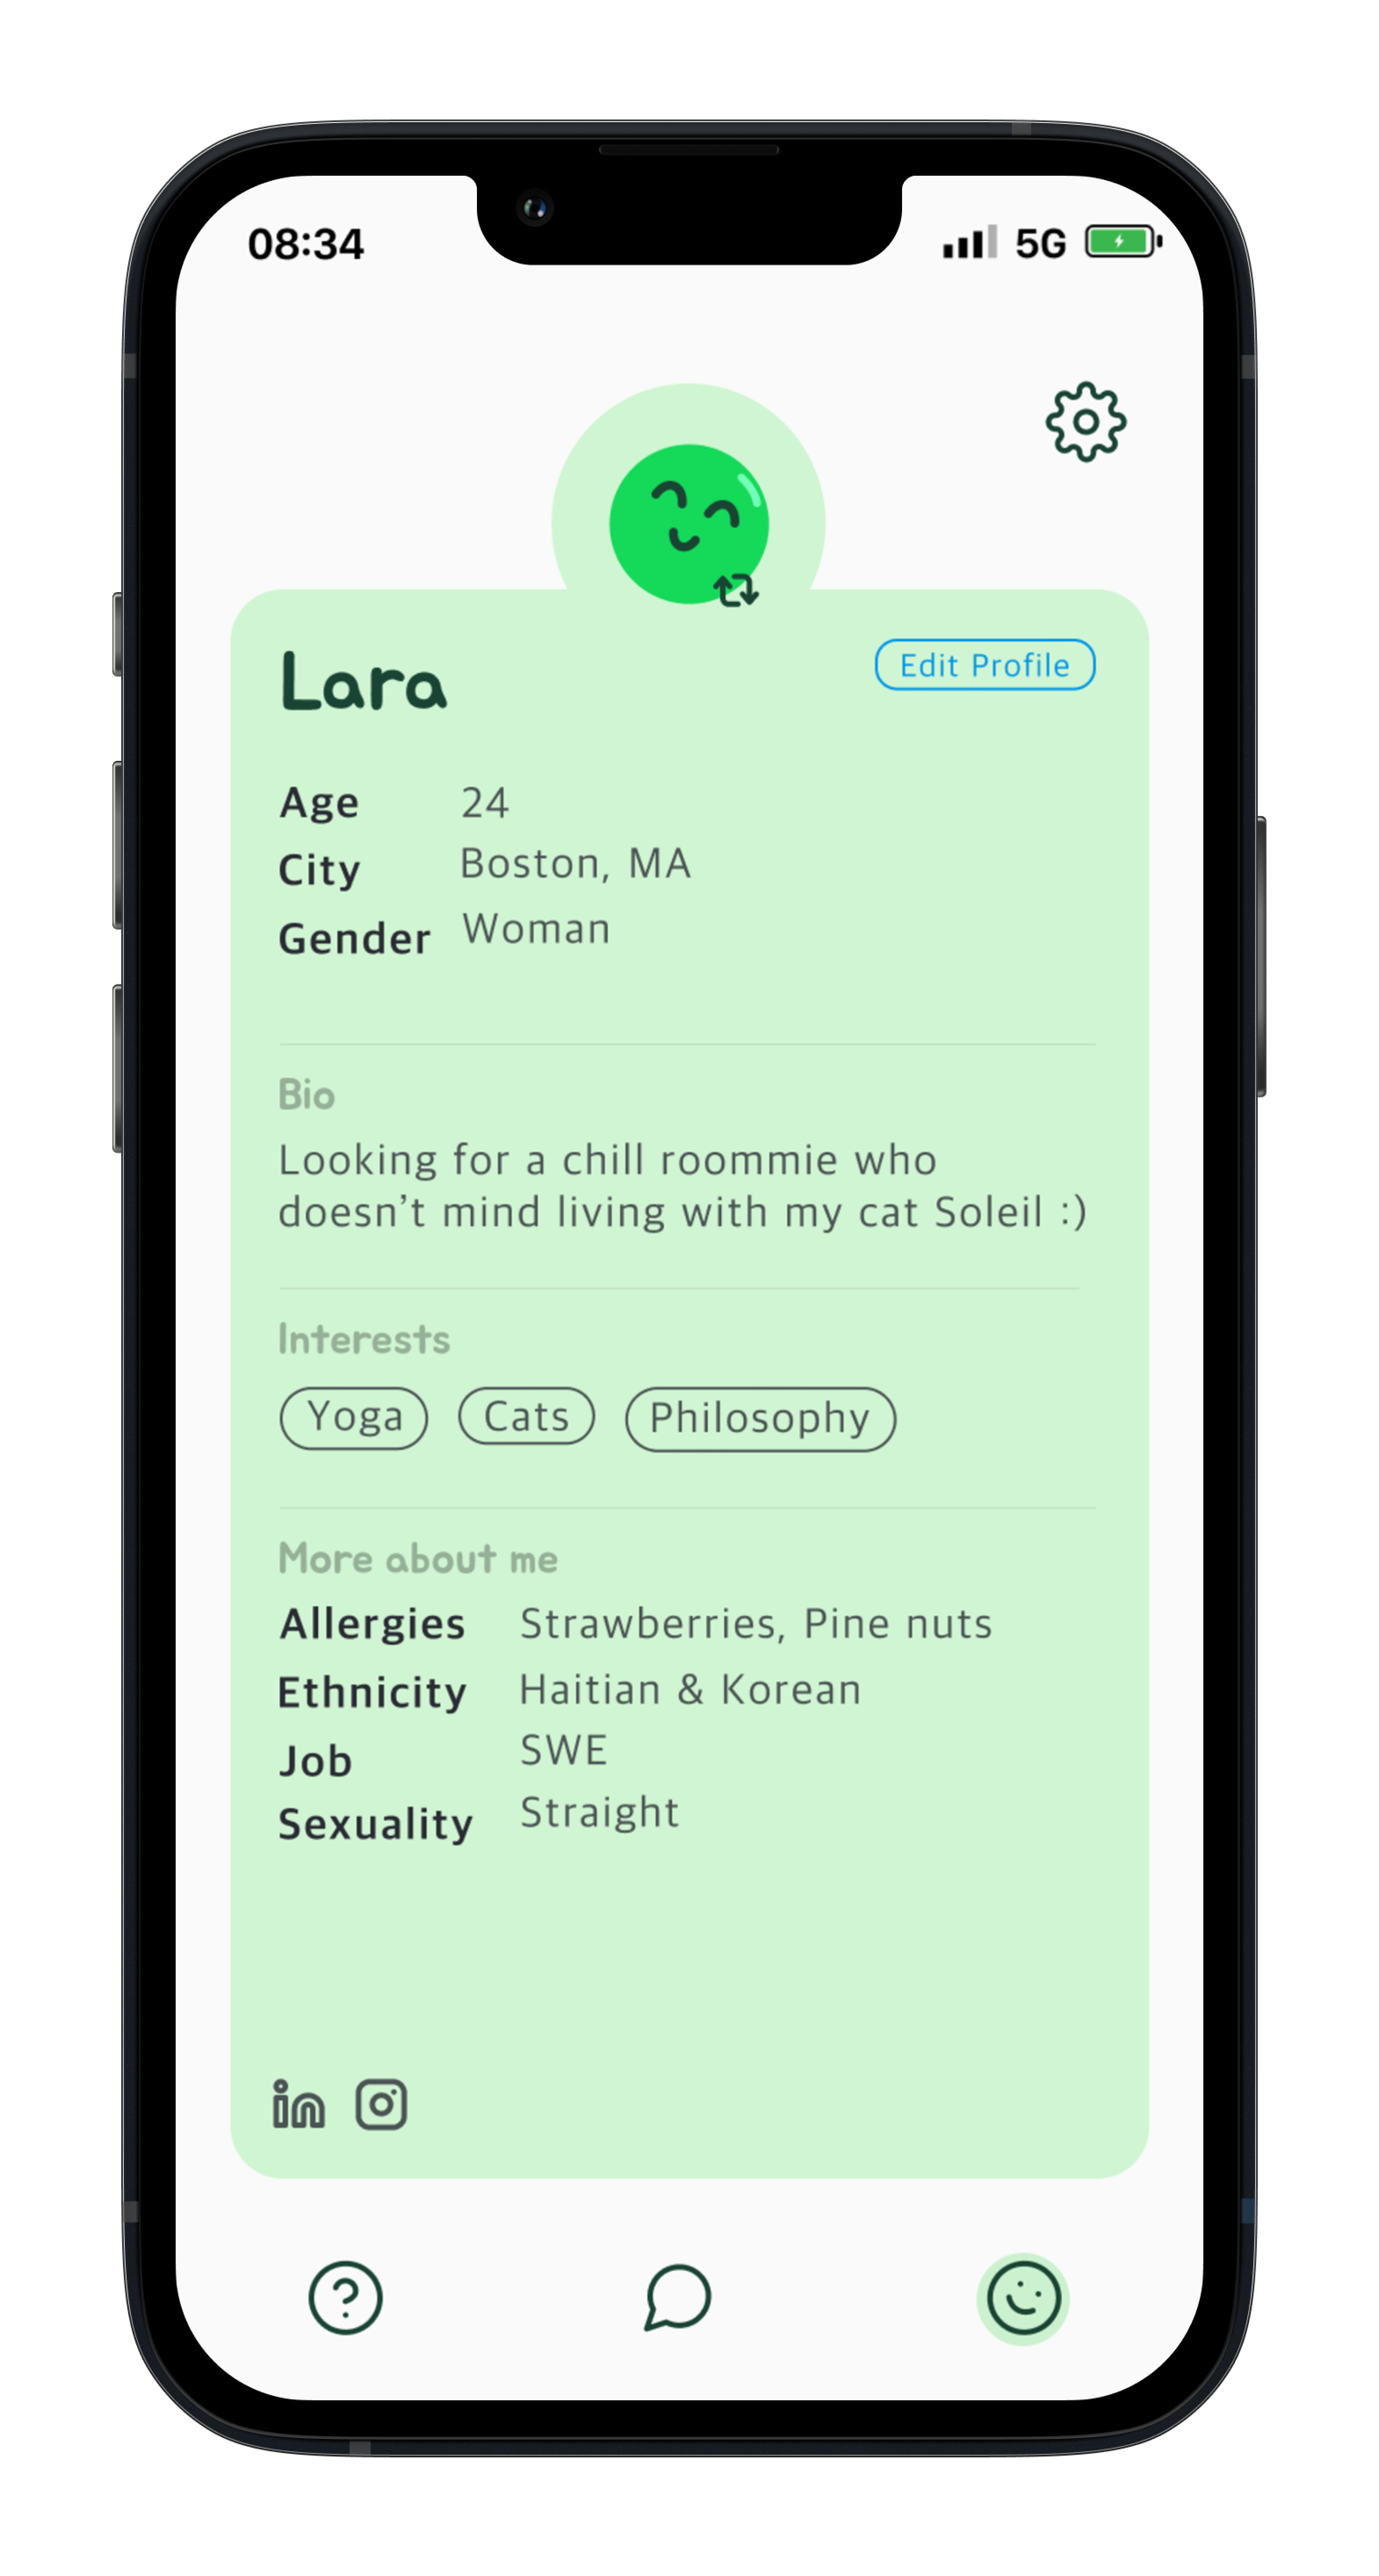 08:34 5G
Lara
Edit Profile
Age 24
City Boston, MA
Gender Woman
Bio
Looking for a chill roommie who
doesn’t mind living with my cat Soleil :)
Interests
Yoga Cats Philosophy
More about me
Allergies Strawberries, Pine nuts
Ethnicity Haitian & Korean
Job SWE
Sexuality Straight
in
?